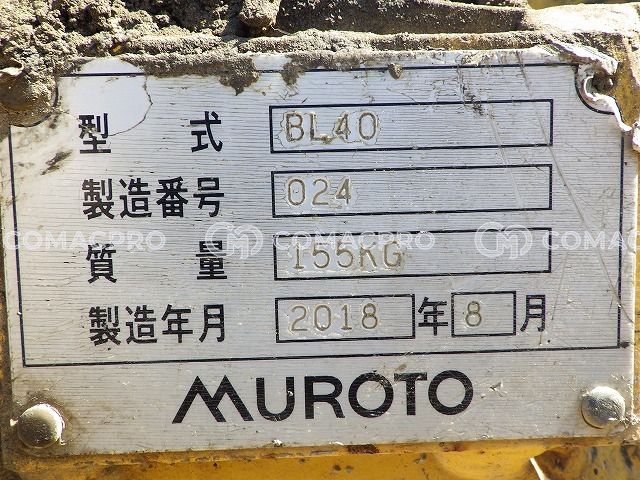 型 式 BL40
製造番号 024
COMACPRO COMACPRO COMACP
質 量 155KG
製造年月 2018 年 8 月
MUROTO